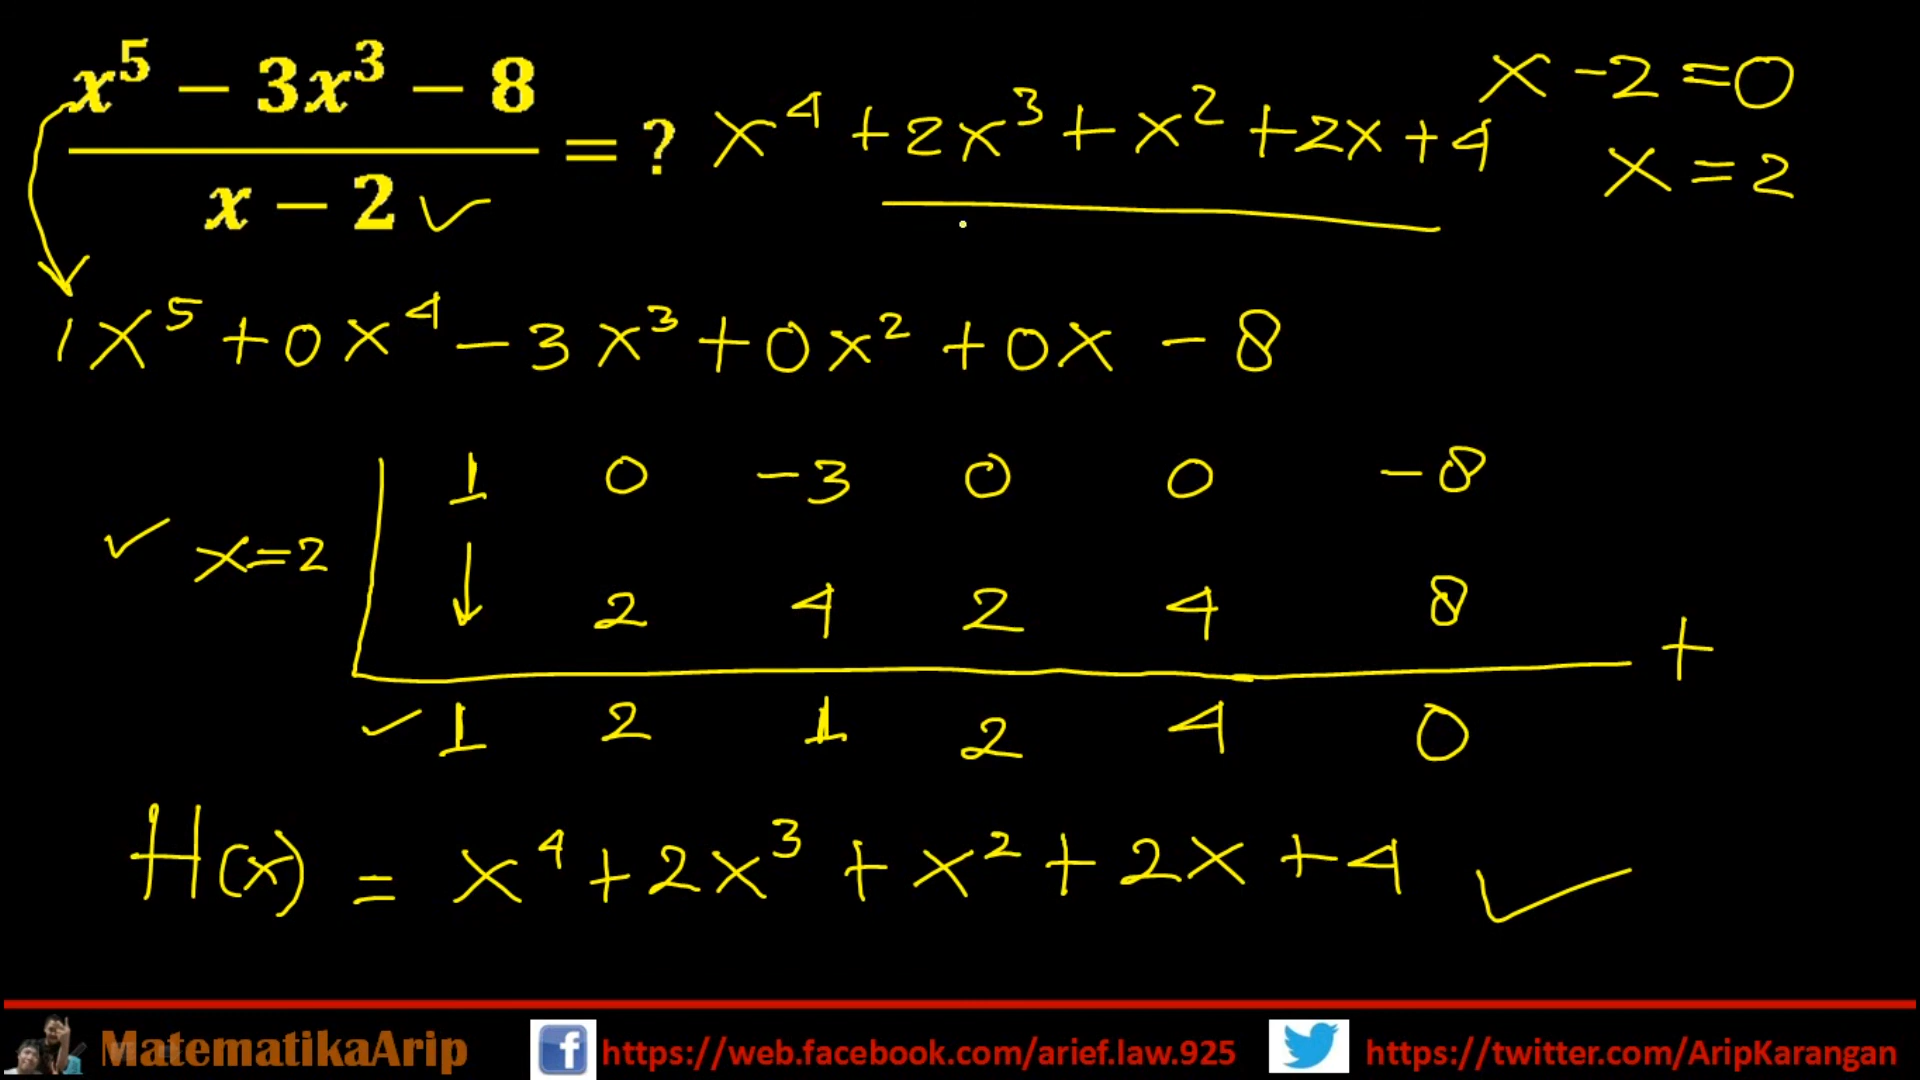 x⁵ − 3x³ − 8
x − 2 ✓
= ? x⁴ + 2x³ + x² + 2x + 4
x − 2 = 0
x = 2
1x⁵ + 0x⁴ − 3x³ + 0x² + 0x − 8
1 0 −3 0 0 −8
✓ x=2
↓ 2 4 2 4 8 +
✓ 1 2 1 2 4 0
H(x) = x⁴ + 2x³ + x² + 2x + 4 ✓
MatematikaArip
f https://web.facebook.com/arief.law.925
https://twitter.com/AripKarangan